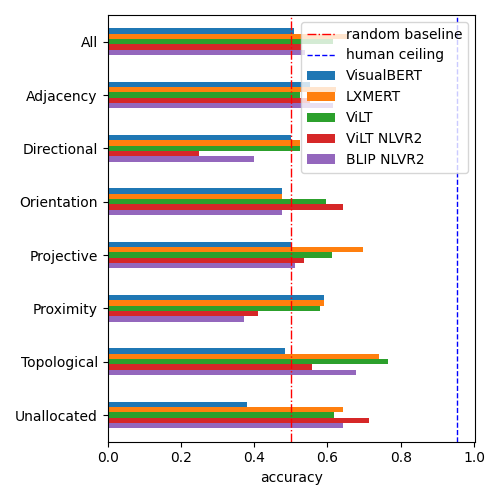 random baseline
human ceiling
VisualBERT
LXMERT
ViLT
ViLT NLVR2
BLIP NLVR2
All
Adjacency
Directional
Orientation
Projective
Proximity
Topological
Unallocated
0.0 0.2 0.4 0.6 0.8 1.0
accuracy